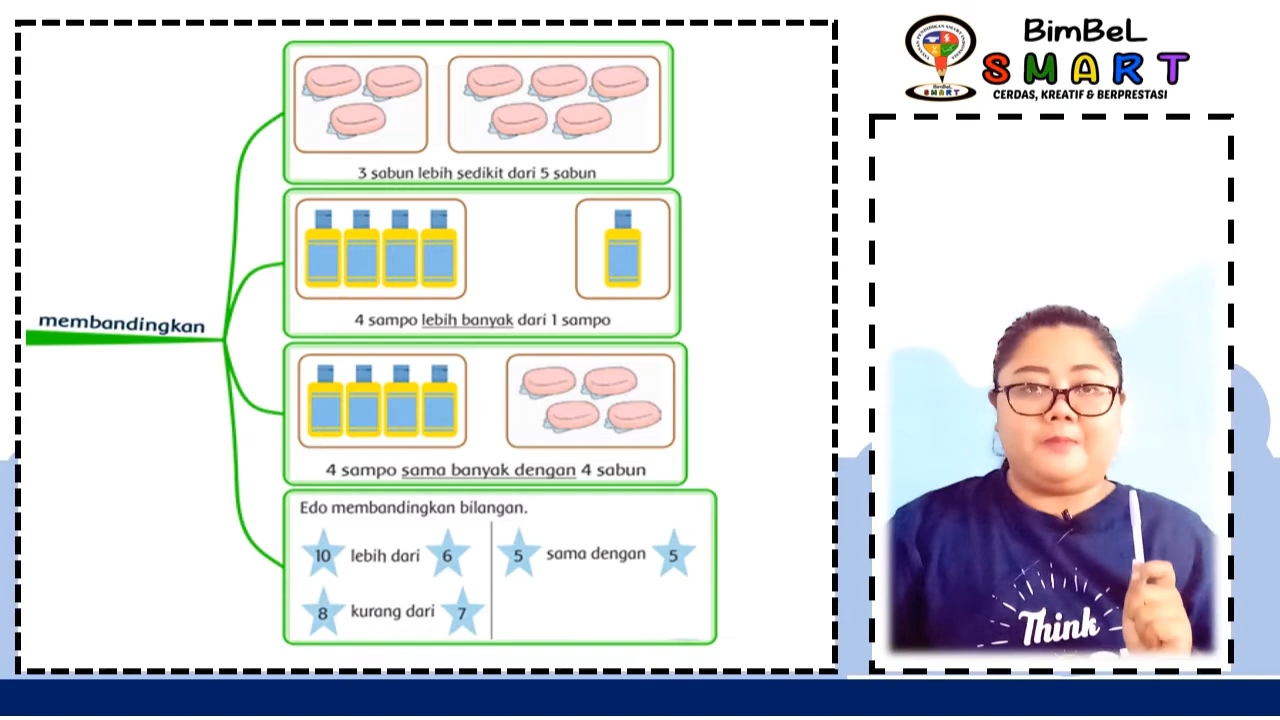 membandingkan
3 sabun lebih sedikit dari 5 sabun
4 sampo lebih banyak dari 1 sampo
4 sampo sama banyak dengan 4 sabun
Edo membandingkan bilangan.
10 lebih dari 6
8 kurang dari 7
5 sama dengan 5
BimBeL
SMART
CERDAS, KREATIF & BERPRESTASI
BimBeL
SMART
Think